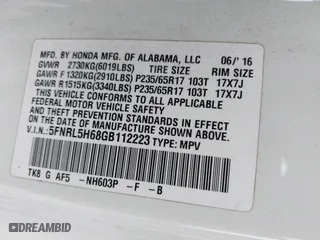 MFD. BY HONDA MFG. OF ALABAMA, LLC 06/'16
GVWR 2730KG(6019LBS) TIRE SIZE RIM SIZE
GAWR F 1320KG(2910LBS) P235/65R17 103T 17X7J
GAWR R 1515KG(3340LBS) P235/65R17 103T 17X7J
THIS VEHICLE CONFORMS TO ALL APPLICABLE FEDERAL MOTOR VEHICLE SAFETY, BUMPER, AND
THEFT PREVENTION STANDARDS IN EFFECT ON THE DATE OF MANUFACTURE SHOWN ABOVE.
V.I.N.: 5FNRL5H68GB112223 TYPE: MPV
TK8 G AF5 -NH603P -F -B
DEALER AUCTION